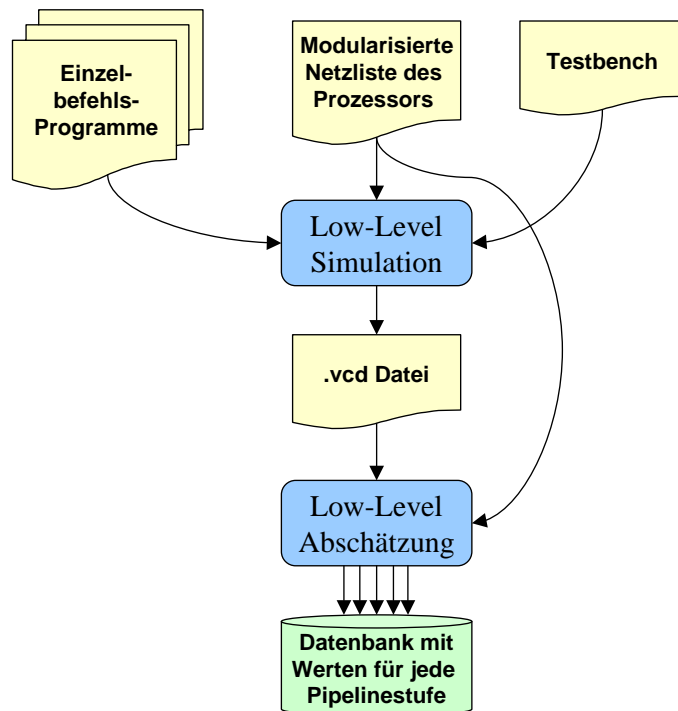 Einzel-
befehls-
Programme
Modularisierte
Netzliste des
Prozessors
Testbench
Low-Level
Simulation
.vcd Datei
Low-Level
Abschätzung
Datenbank mit
Werten für jede
Pipelinestufe